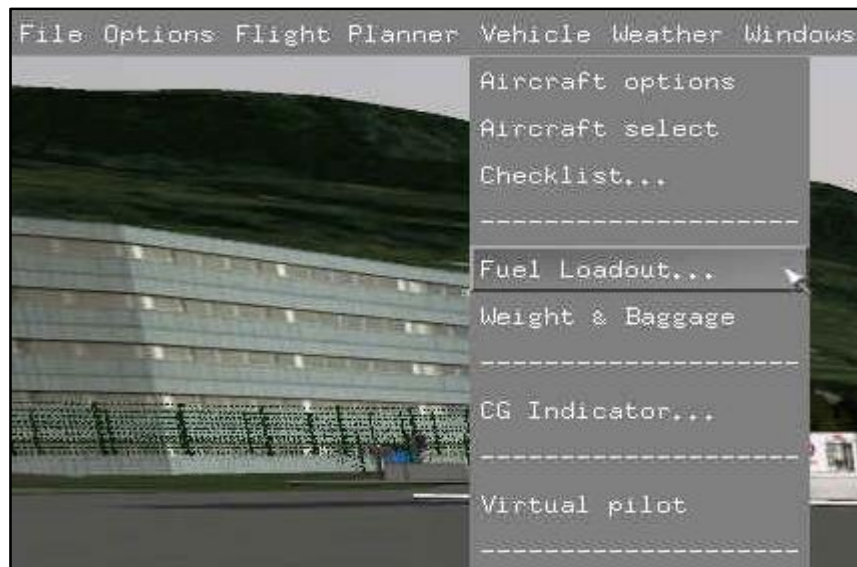 File Options Flight Planner Vehicle Weather Windows
Aircraft options
Aircraft select
Checklist...
--------------------
Fuel Loadout...
Weight & Baggage
--------------------
CG Indicator...
--------------------
Virtual pilot
--------------------